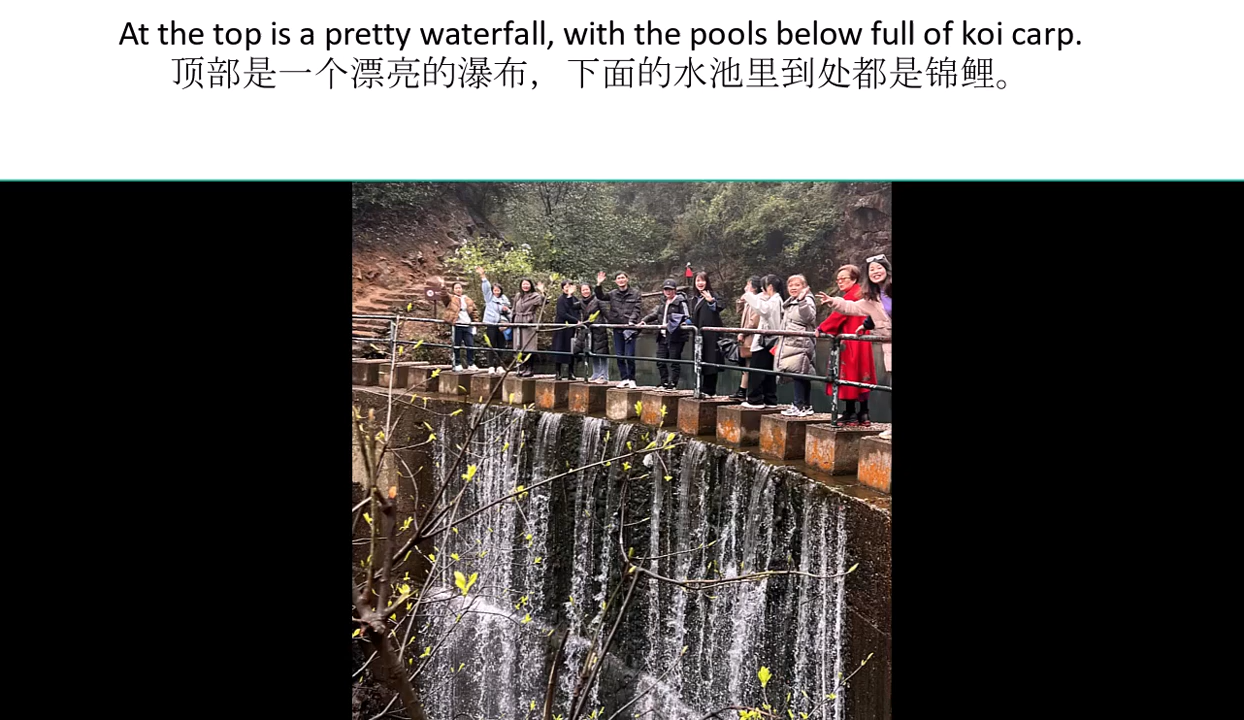 At the top is a pretty waterfall, with the pools below full of koi carp.
顶部是一个漂亮的瀑布，下面的水池里到处都是锦鲤。